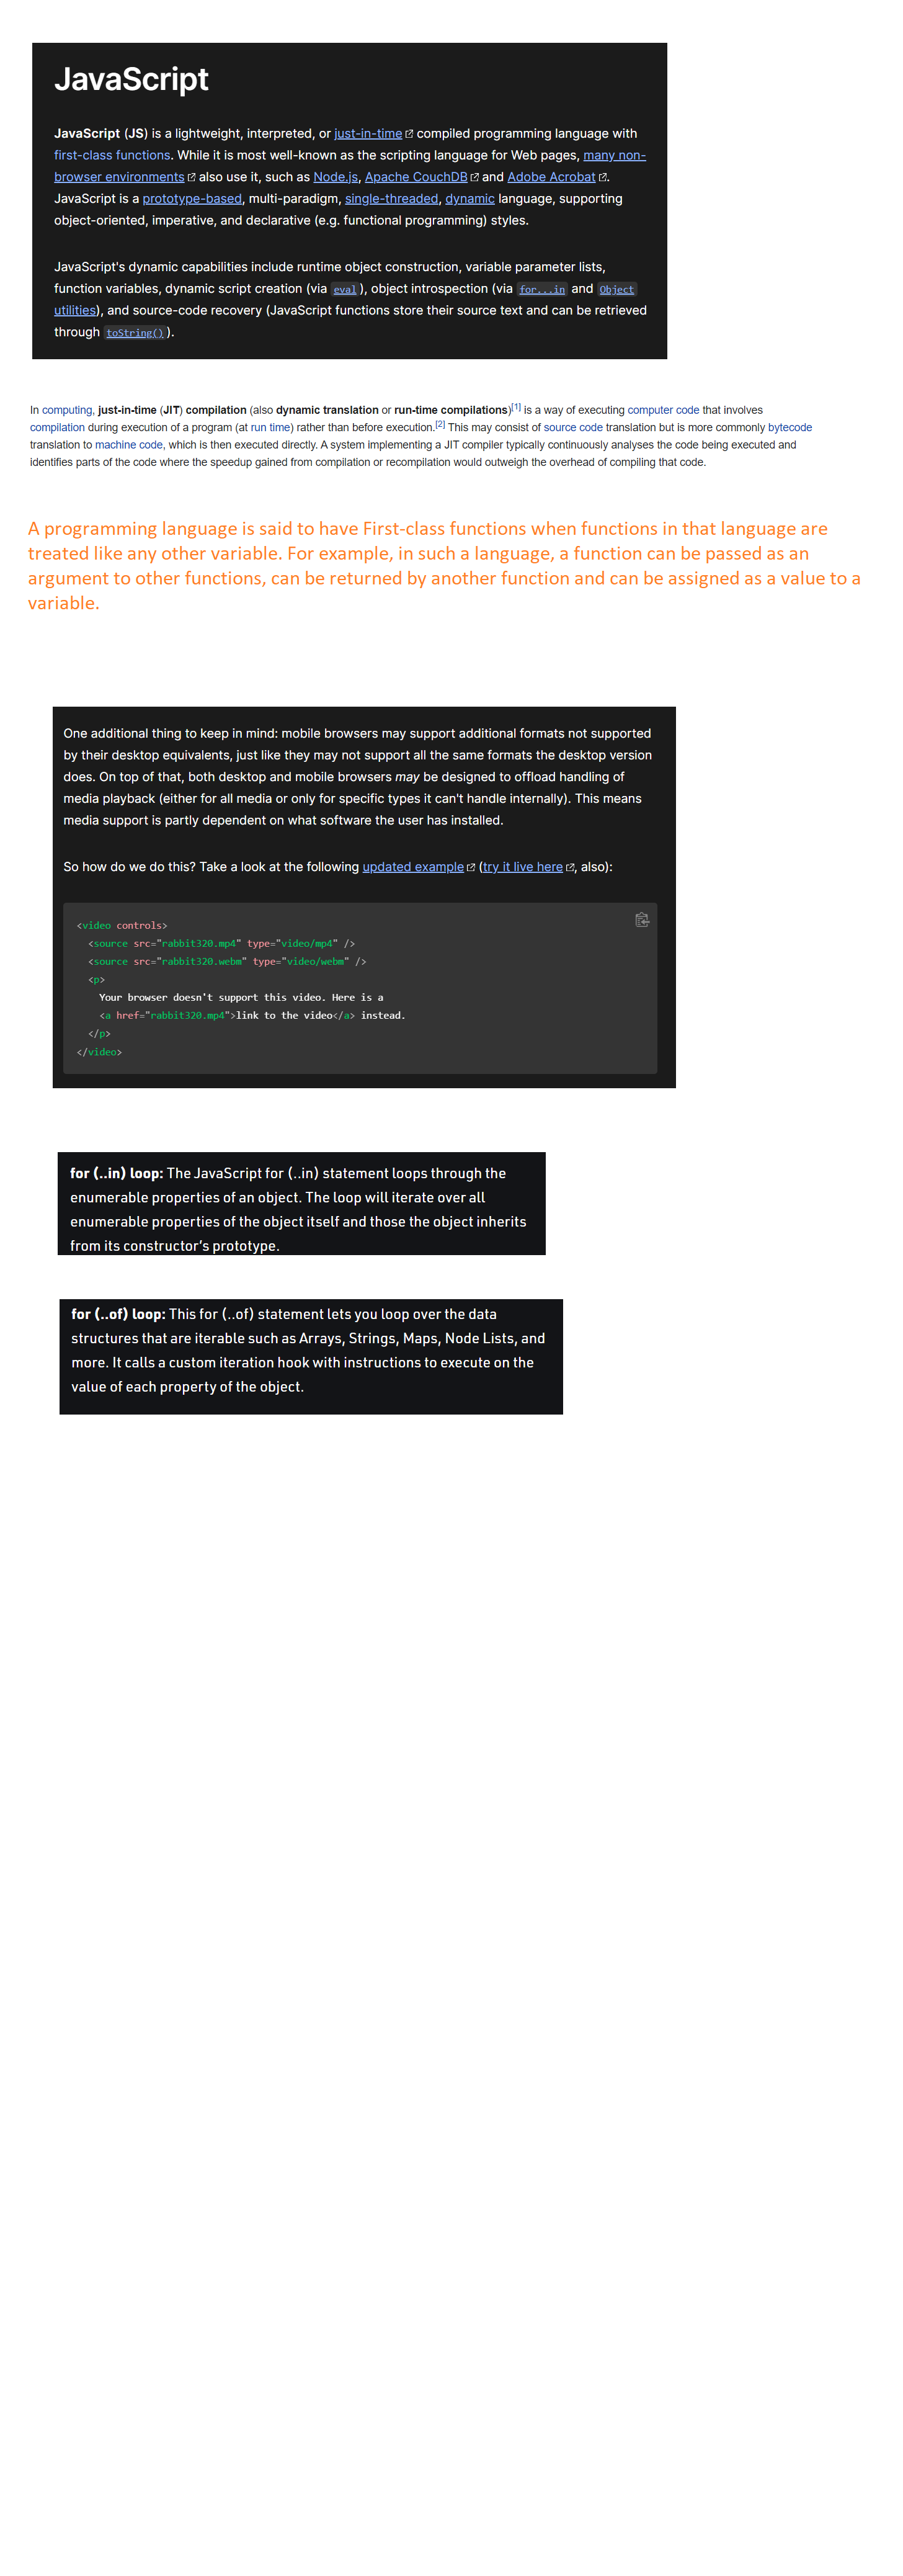 JavaScript
JavaScript (JS) is a lightweight, interpreted, or just-in-time compiled programming language with
first-class functions. While it is most well-known as the scripting language for Web pages, many non-
browser environments also use it, such as Node.js, Apache CouchDB and Adobe Acrobat.
JavaScript is a prototype-based, multi-paradigm, single-threaded, dynamic language, supporting
object-oriented, imperative, and declarative (e.g. functional programming) styles.
JavaScript's dynamic capabilities include runtime object construction, variable parameter lists,
function variables, dynamic script creation (via eval), object introspection (via for...in and Object
utilities), and source-code recovery (JavaScript functions store their source text and can be retrieved
through toString()).
In computing, just-in-time (JIT) compilation (also dynamic translation or run-time compilations)[1] is a way of executing computer code that involves
compilation during execution of a program (at run time) rather than before execution.[2] This may consist of source code translation but is more commonly bytecode
translation to machine code, which is then executed directly. A system implementing a JIT compiler typically continuously analyses the code being executed and
identifies parts of the code where the speedup gained from compilation or recompilation would outweigh the overhead of compiling that code.
A programming language is said to have First-class functions when functions in that language are
treated like any other variable. For example, in such a language, a function can be passed as an
argument to other functions, can be returned by another function and can be assigned as a value to a
variable.
One additional thing to keep in mind: mobile browsers may support additional formats not supported
by their desktop equivalents, just like they may not support all the same formats the desktop version
does. On top of that, both desktop and mobile browsers may be designed to offload handling of
media playback (either for all media or only for specific types it can't handle internally). This means
media support is partly dependent on what software the user has installed.
So how do we do this? Take a look at the following updated example (try it live here, also):
<video controls>
<source src="rabbit320.mp4" type="video/mp4" />
<source src="rabbit320.webm" type="video/webm" />
<p>
Your browser doesn't support this video. Here is a
<a href="rabbit320.mp4">link to the video</a> instead.
</p>
</video>
for (..in) loop: The JavaScript for (..in) statement loops through the
enumerable properties of an object. The loop will iterate over all
enumerable properties of the object itself and those the object inherits
from its constructor's prototype.
for (..of) loop: This for (..of) statement lets you loop over the data
structures that are iterable such as Arrays, Strings, Maps, Node Lists, and
more. It calls a custom iteration hook with instructions to execute on the
value of each property of the object.